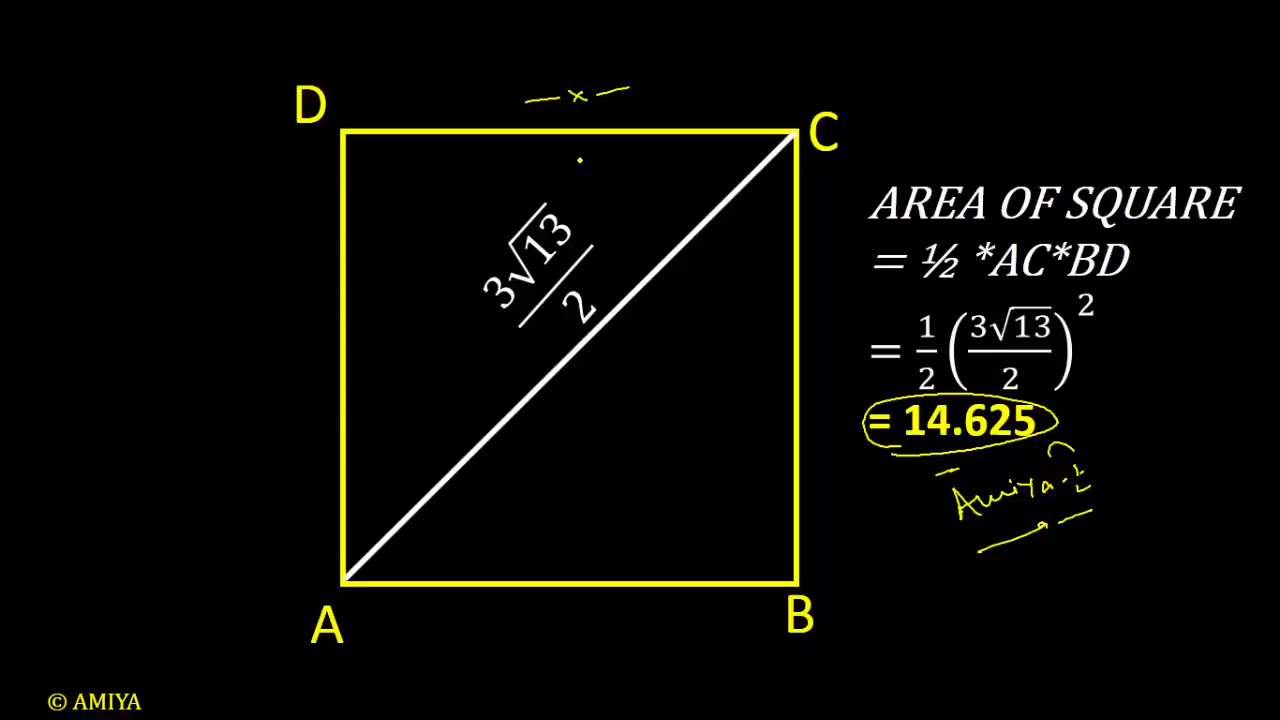 D
— x —
C
3√13/2
AREA OF SQUARE
= ½ *AC*BD
= 1/2 (3√13/2)²
= 14.625
Amiya
A
B
© AMIYA